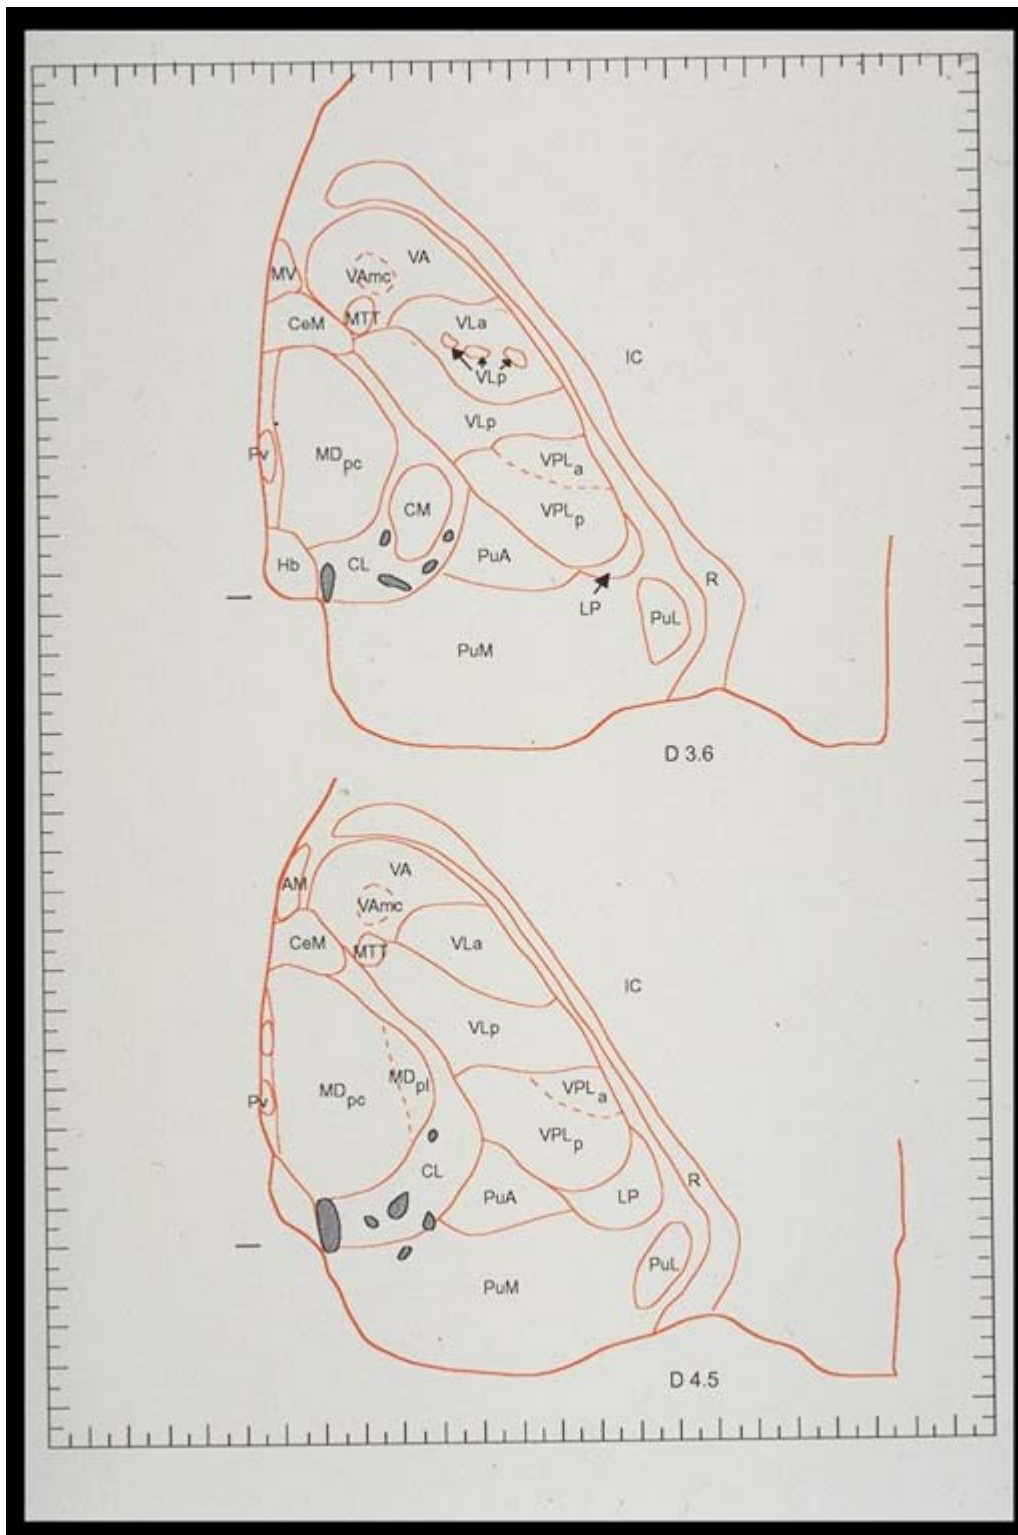 VA
MV
VAmc
CeM
MTT
VLa
IC
VLp
VLp
Pv
MDpc
VPLa
CM
VPLp
PuA
Hb
CL
R
LP
PuL
PuM
D 3.6
VA
AM
VAmc
CeM
MTT
VLa
IC
VLp
MDpl
VPLa
Pv
MDpc
VPLp
CL
R
PuA
LP
PuL
PuM
D 4.5